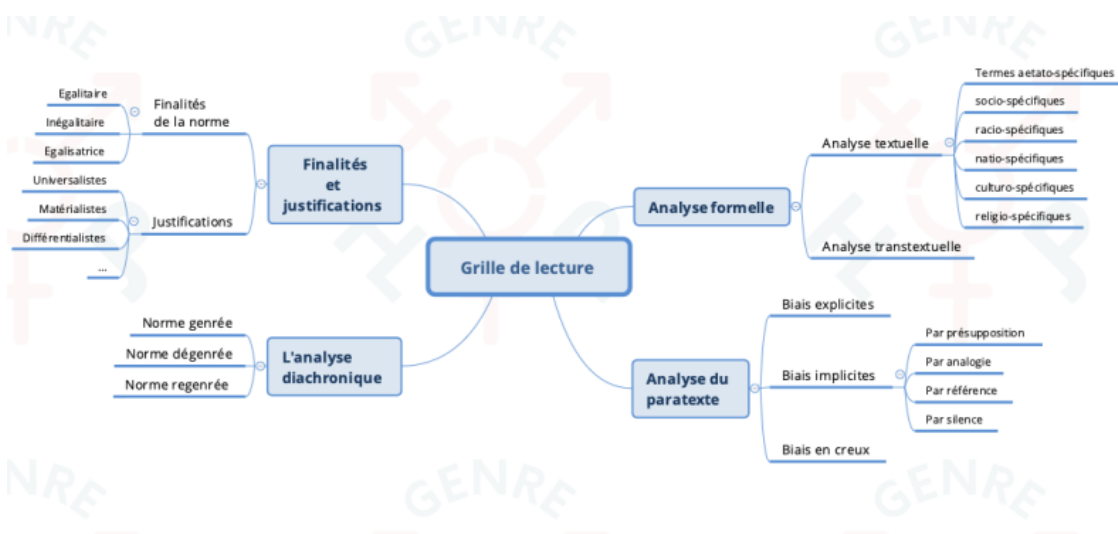 Grille de lecture
Finalités
et
justifications
Finalités
de la norme
Egalitaire
Inégalitaire
Egalisatrice
Justifications
Universalistes
Matérialistes
Différentialistes
...
L'analyse
diachronique
Norme genrée
Norme dégenrée
Norme regenrée
Analyse formelle
Analyse textuelle
Termes aetato-spécifiques
socio-spécifiques
racio-spécifiques
natio-spécifiques
culturo-spécifiques
religio-spécifiques
Analyse transtextuelle
Analyse du
paratexte
Biais explicites
Biais implicites
Par présupposition
Par analogie
Par référence
Par silence
Biais en creux
GENRE
GENRE
GENRE
GENRE